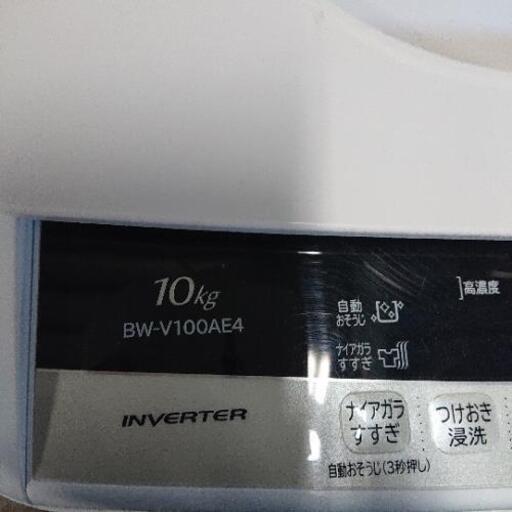 10kg
BW-V100AE4
自動
おそうじ
]高濃度
ナイアガラ
すすぎ
INVERTER
ナイアガラ
すすぎ
つけおき
浸洗
自動おそうじ(3秒押し)